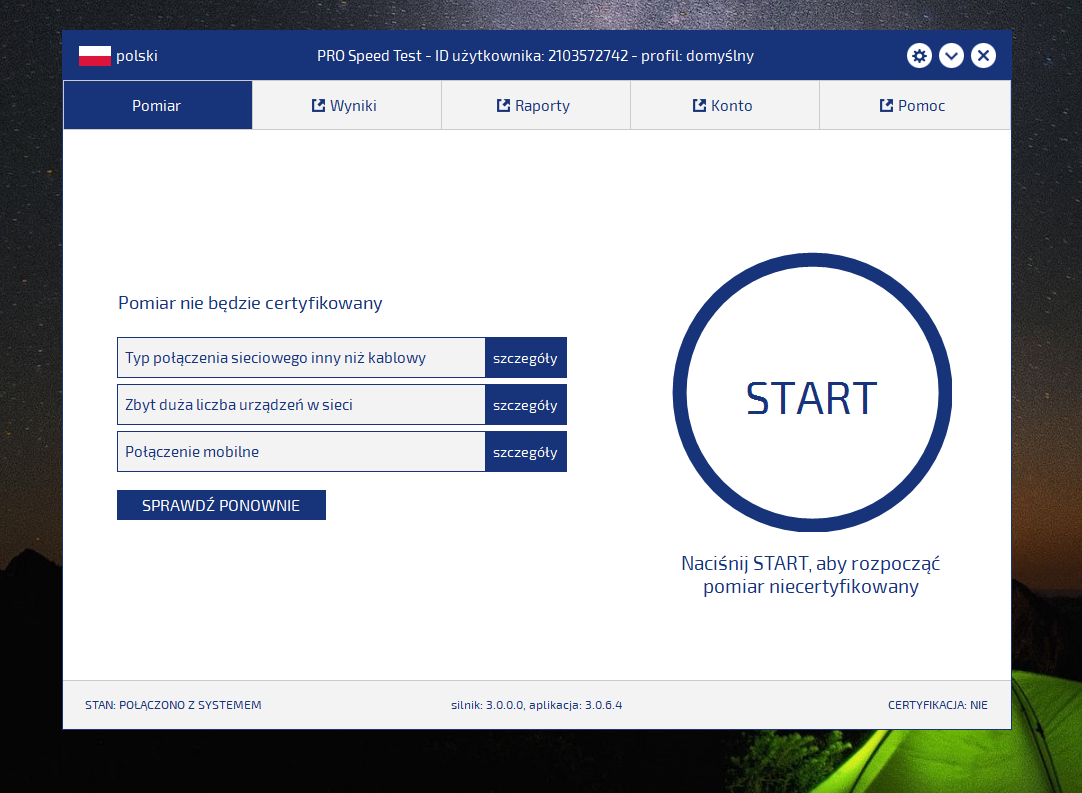 polski
PRO Speed Test - ID użytkownika: 2103572742 - profil: domyślny
Pomiar
Wyniki
Raporty
Konto
Pomoc
Pomiar nie będzie certyfikowany
Typ połączenia sieciowego inny niż kablowy
szczegóły
Zbyt duża liczba urządzeń w sieci
szczegóły
Połączenie mobilne
szczegóły
SPRAWDŹ PONOWNIE
START
Naciśnij START, aby rozpocząć
pomiar niecertyfikowany
STAN: POŁĄCZONO Z SYSTEMEM
silnik: 3.0.0.0, aplikacja: 3.0.6.4
CERTYFIKACJA: NIE